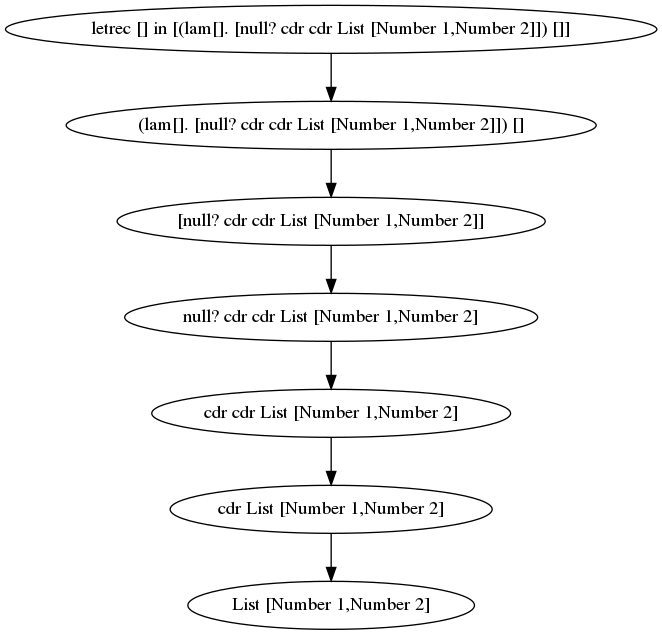 letrec [] in [(lam[]. [null? cdr cdr List [Number 1,Number 2]]) []]
(lam[]. [null? cdr cdr List [Number 1,Number 2]]) []
[null? cdr cdr List [Number 1,Number 2]]
null? cdr cdr List [Number 1,Number 2]
cdr cdr List [Number 1,Number 2]
cdr List [Number 1,Number 2]
List [Number 1,Number 2]